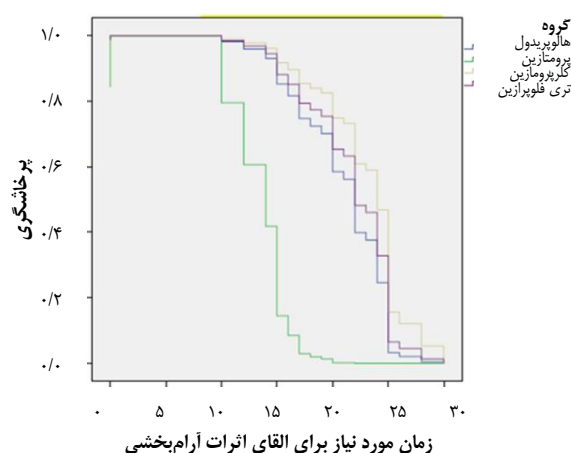 گروه
هالوپریدول
پرومتازین
کلرپرومازین
تری فلوپرازین
۱/۰
۰/۸
۰/۶
۰/۴
۰/۲
۰/۰
پرخاشگری
۰ ۵ ۱۰ ۱۵ ۲۰ ۲۵ ۳۰
زمان مورد نیاز برای القای اثرات آرام‌بخشی